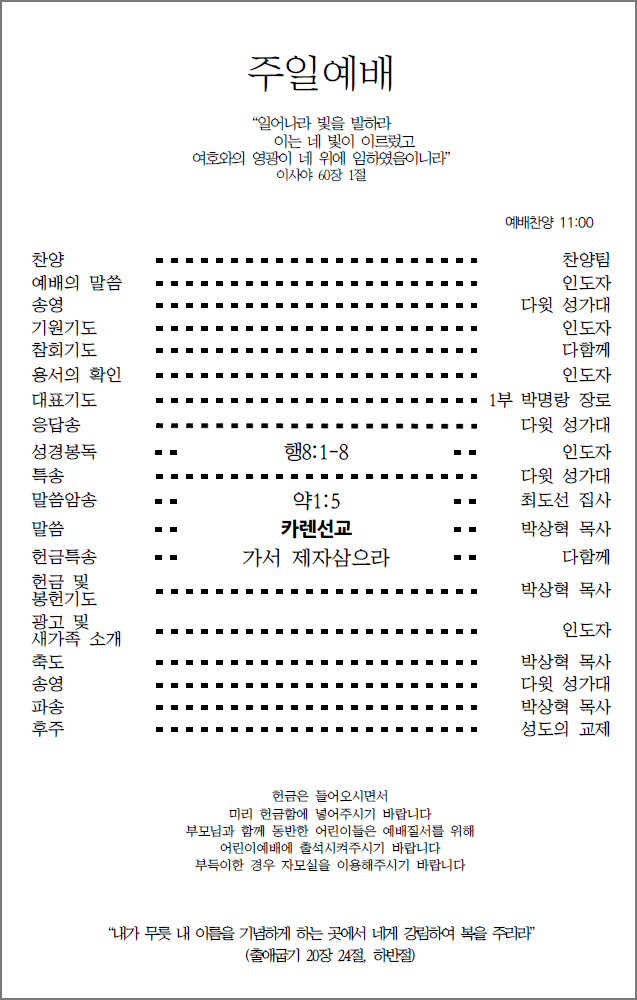 주일예배
“일어나라 빛을 발하라
이는 네 빛이 이르렀고
여호와의 영광이 네 위에 임하였음이니라”
이사야 60장 1절
예배찬양 11:00
찬양 찬양팀
예배의 말씀 인도자
송영 다윗 성가대
기원기도 인도자
참회기도 다함께
용서의 확인 인도자
대표기도 1부 박명랑 장로
응답송 다윗 성가대
성경봉독 행8:1-8 인도자
특송 다윗 성가대
말씀암송 약1:5 최도선 집사
말씀 카렌선교 박상혁 목사
헌금특송 가서 제자삼으라 다함께
헌금 및
봉헌기도 박상혁 목사
광고 및
새가족 소개 인도자
축도 박상혁 목사
송영 다윗 성가대
파송 박상혁 목사
후주 성도의 교제
헌금은 들어오시면서
미리 헌금함에 넣어주시기 바랍니다
부모님과 함께 동반한 어린이들은 예배질서를 위해
어린이예배에 출석시켜주시기 바랍니다
부득이한 경우 자모실을 이용해주시기 바랍니다
“내가 무릇 내 이름을 기념하게 하는 곳에서 네게 강림하여 복을 주리라”
(출애굽기 20장 24절, 하반절)